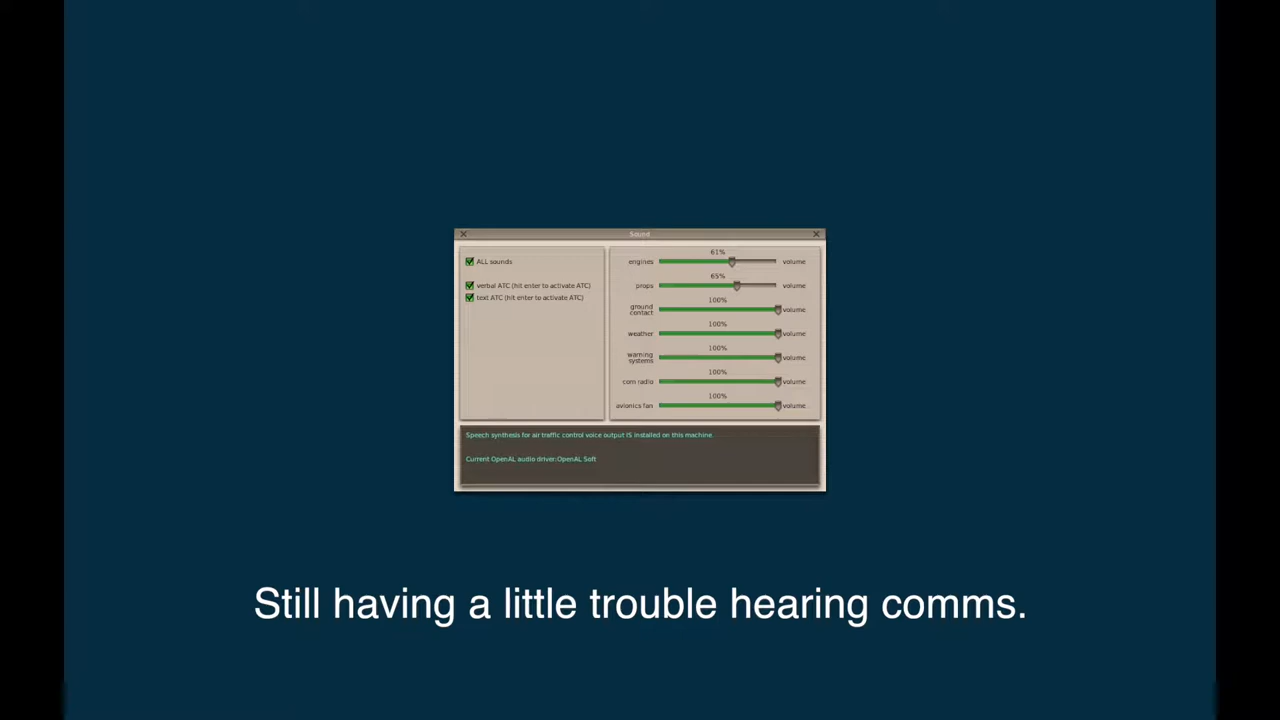 Sound
ALL sounds
verbal ATC (hit enter to activate ATC)
text ATC (hit enter to activate ATC)
61%
engines volume
65%
props volume
100%
ground contact volume
100%
weather volume
100%
warning systems volume
100%
com radio volume
100%
avionics fan volume
Speech synthesis for air traffic control voice output IS installed on this machine.
Current OpenAL audio driver:OpenAL Soft
Still having a little trouble hearing comms.